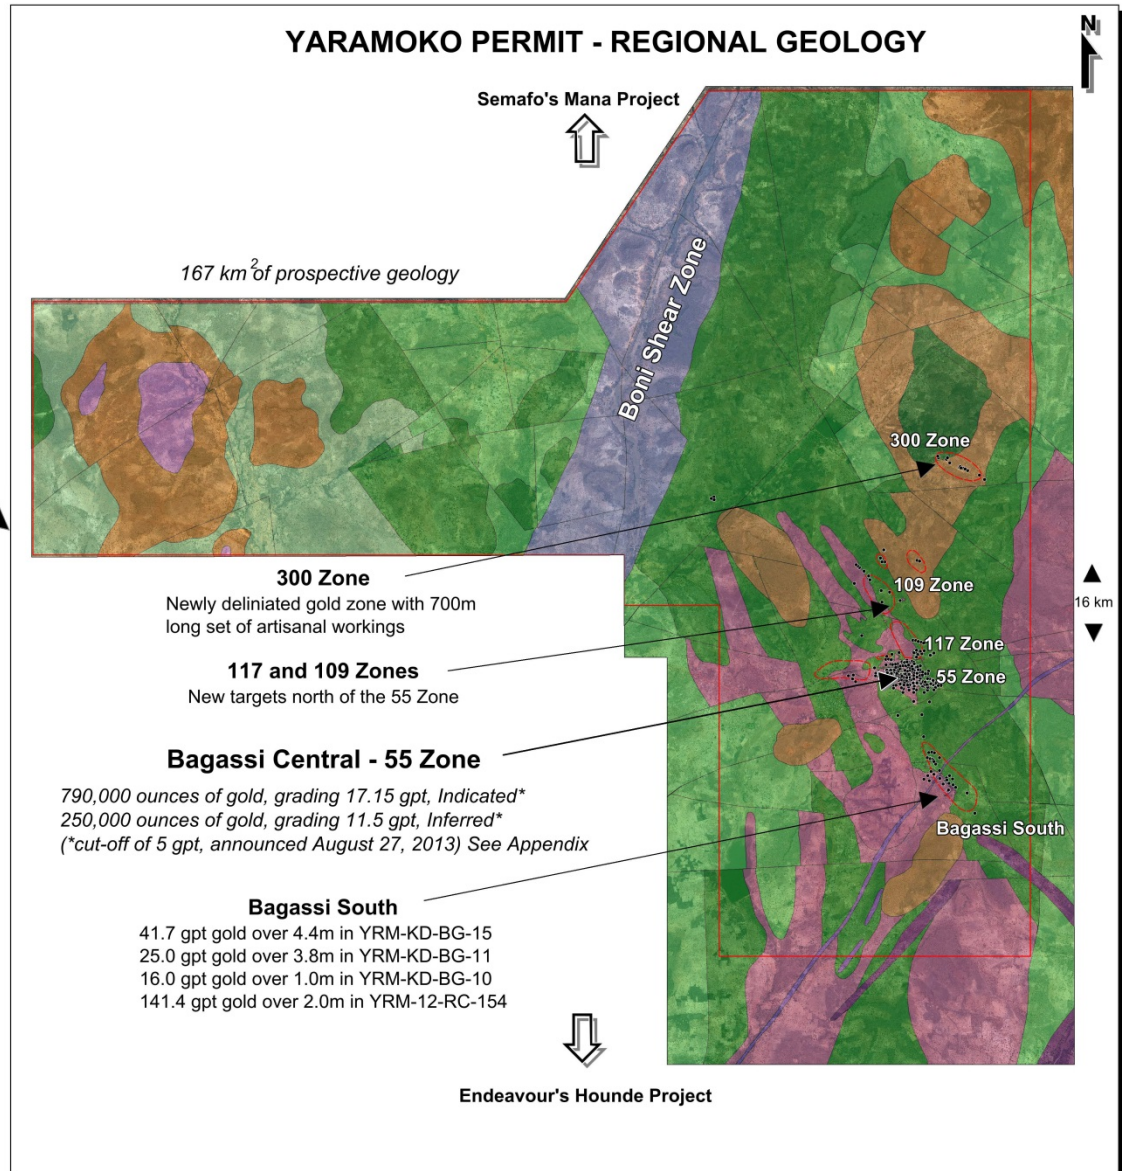 YARAMOKO PERMIT - REGIONAL GEOLOGY
N
Semafo's Mana Project
167 km2 of prospective geology
Boni Shear Zone
300 Zone
300 Zone
Newly deliniated gold zone with 700m
long set of artisanal workings
109 Zone
16 km
117 and 109 Zones
New targets north of the 55 Zone
117 Zone
55 Zone
Bagassi Central - 55 Zone
790,000 ounces of gold, grading 17.15 gpt, Indicated*
250,000 ounces of gold, grading 11.5 gpt, Inferred*
(*cut-off of 5 gpt, announced August 27, 2013) See Appendix
Bagassi South
Bagassi South
41.7 gpt gold over 4.4m in YRM-KD-BG-15
25.0 gpt gold over 3.8m in YRM-KD-BG-11
16.0 gpt gold over 1.0m in YRM-KD-BG-10
141.4 gpt gold over 2.0m in YRM-12-RC-154
Endeavour's Hounde Project